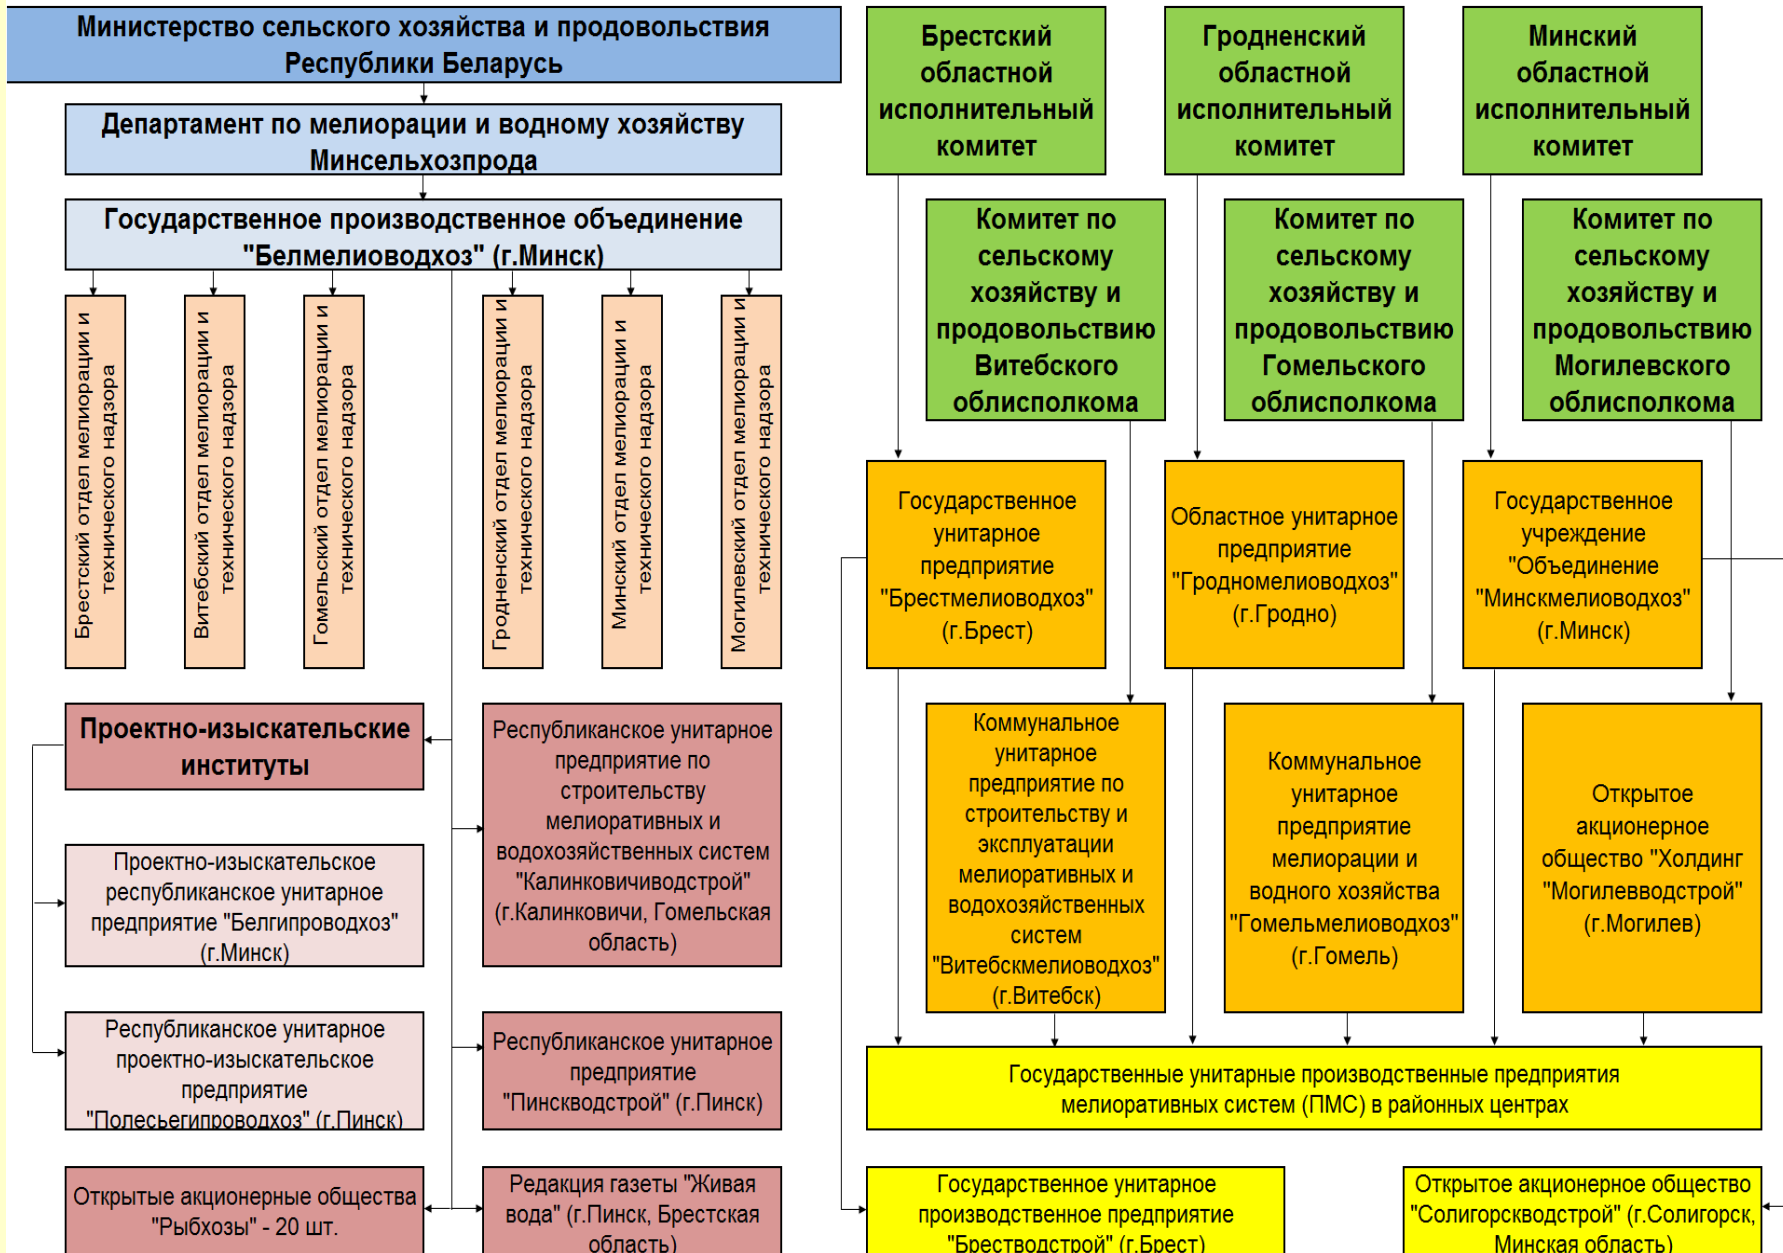 Министерство сельского хозяйства и продовольствия
Республики Беларусь
Департамент по мелиорации и водному хозяйству
Минсельхозпрода
Государственное производственное объединение
"Белмелиоводхоз" (г.Минск)
Брестский отдел мелиорации и
технического надзора
Витебский отдел мелиорации и
технического надзора
Гомельский отдел мелиорации и
технического надзора
Гродненский отдел мелиорации и
технического надзора
Минский отдел мелиорации и
технического надзора
Могилевский отдел мелиорации и
технического надзора
Проектно-изыскательские
институты
Проектно-изыскательское
республиканское унитарное
предприятие "Белгипроводхоз"
(г.Минск)
Республиканское унитарное
проектно-изыскательское
предприятие
"Полесьегипроводхоз" (г.Пинск)
Открытые акционерные общества
"Рыбхозы" - 20 шт.
Республиканское унитарное
предприятие по
строительству
мелиоративных и
водохозяйственных систем
"Калинковичиводстрой"
(г.Калинковичи, Гомельская
область)
Республиканское унитарное
предприятие
"Пинскводстрой" (г.Пинск)
Редакция газеты "Живая
вода" (г.Пинск, Брестская
область)
Брестский
областной
исполнительный
комитет
Гродненский
областной
исполнительный
комитет
Минский
областной
исполнительный
комитет
Комитет по
сельскому
хозяйству и
продовольствию
Витебского
облисполкома
Комитет по
сельскому
хозяйству и
продовольствию
Гомельского
облисполкома
Комитет по
сельскому
хозяйству и
продовольствию
Могилевского
облисполкома
Государственное
унитарное
предприятие
"Брестмелиоводхоз"
(г.Брест)
Областное унитарное
предприятие
"Гродномелиоводхоз"
(г.Гродно)
Государственное
учреждение
"Объединение
"Минскмелиоводхоз"
(г.Минск)
Коммунальное
унитарное
предприятие по
строительству и
эксплуатации
мелиоративных и
водохозяйственных
систем
"Витебскмелиоводхоз"
(г.Витебск)
Коммунальное
унитарное
предприятие
мелиорации и
водного хозяйства
"Гомельмелиоводхоз"
(г.Гомель)
Открытое
акционерное
общество "Холдинг
"Могилевводстрой"
(г.Могилев)
Государственные унитарные производственные предприятия
мелиоративных систем (ПМС) в районных центрах
Государственное унитарное
производственное предприятие
"Брестводстрой" (г.Брест)
Открытое акционерное общество
"Солигорскводстрой" (г.Солигорск,
Минская область)